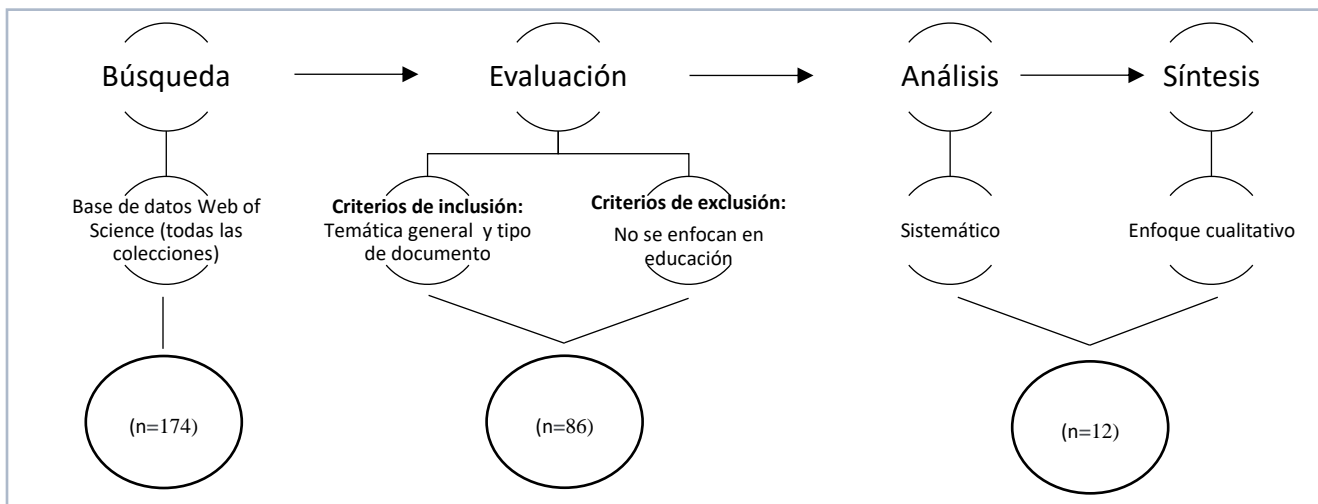 Búsqueda
Evaluación
Análisis
Síntesis
Base de datos Web of
Science (todas las
colecciones)
Criterios de inclusión:
Temática general y tipo
de documento
Criterios de exclusión:
No se enfocan en
educación
Sistemático
Enfoque cualitativo
(n=174)
(n=86)
(n=12)